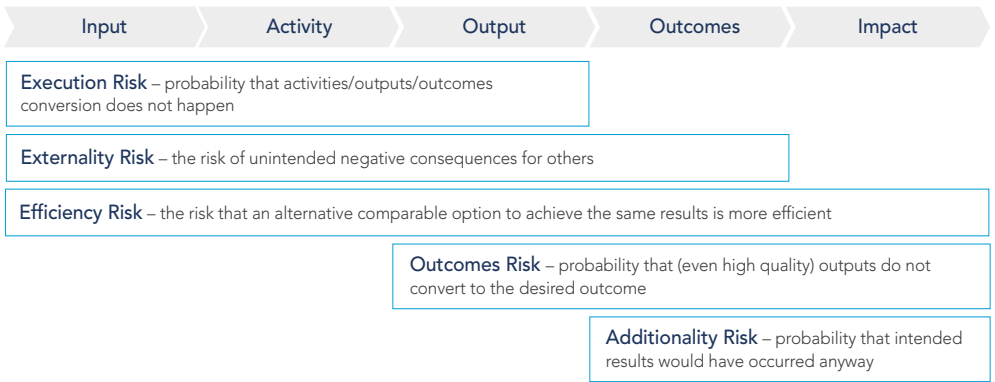 Input Activity Output Outcomes Impact
Execution Risk – probability that activities/outputs/outcomes
conversion does not happen
Externality Risk – the risk of unintended negative consequences for others
Efficiency Risk – the risk that an alternative comparable option to achieve the same results is more efficient
Outcomes Risk – probability that (even high quality) outputs do not
convert to the desired outcome
Additionality Risk – probability that intended
results would have occurred anyway